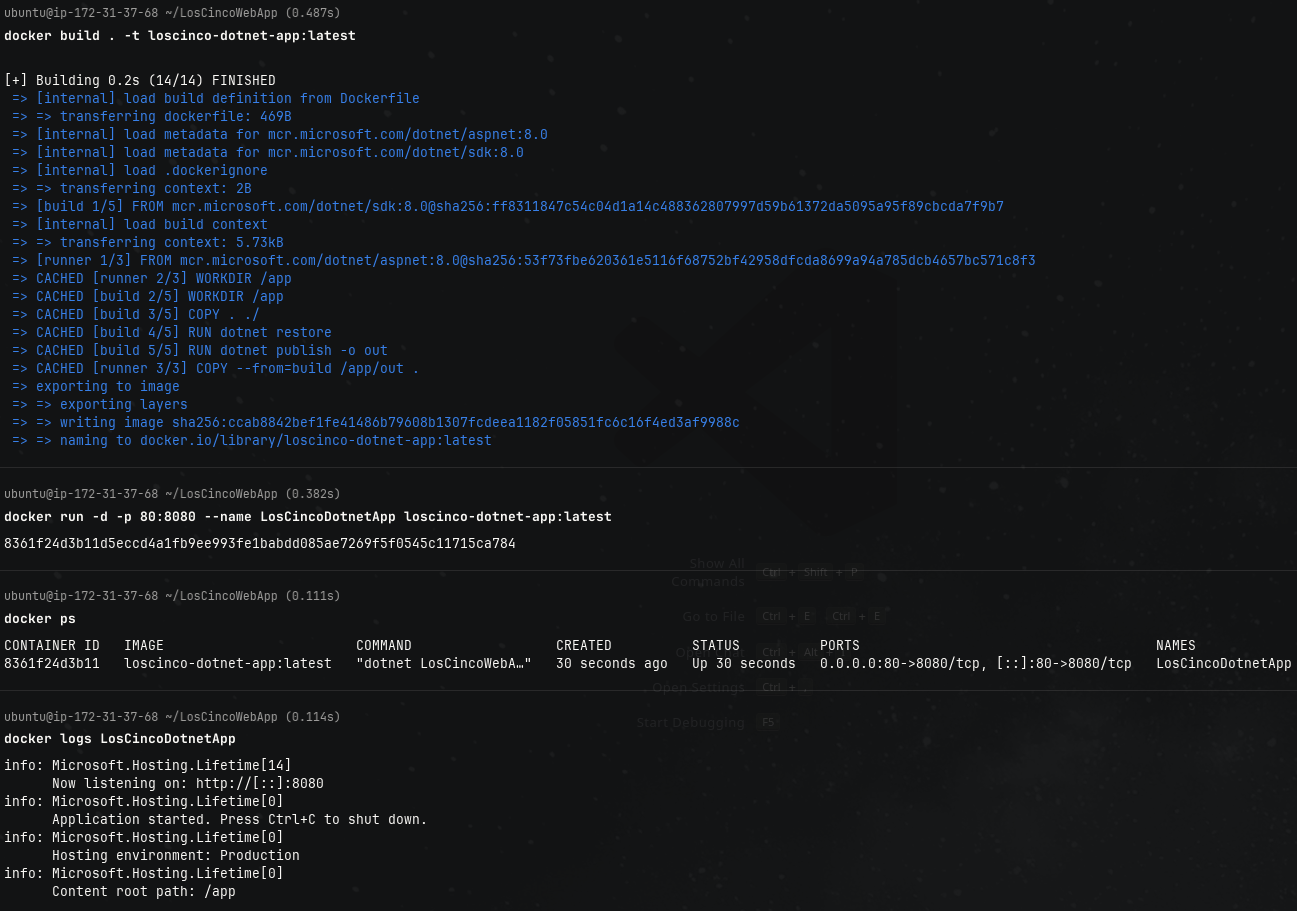 ubuntu@ip-172-31-37-68 ~/LosCincoWebApp (0.487s)
docker build . -t loscinco-dotnet-app:latest
[+] Building 0.2s (14/14) FINISHED
=> [internal] load build definition from Dockerfile
=> => transferring dockerfile: 469B
=> [internal] load metadata for mcr.microsoft.com/dotnet/aspnet:8.0
=> [internal] load metadata for mcr.microsoft.com/dotnet/sdk:8.0
=> [internal] load .dockerignore
=> => transferring context: 2B
=> [build 1/5] FROM mcr.microsoft.com/dotnet/sdk:8.0@sha256:ff8311847c54c04d1a14c488362807997d59b61372da5095a95f89cbcda7f9b7
=> [internal] load build context
=> => transferring context: 5.73kB
=> [runner 1/3] FROM mcr.microsoft.com/dotnet/aspnet:8.0@sha256:53f73fbe620361e5116f68752bf42958dfcda8699a94a785dcb4657bc571c8f3
=> CACHED [runner 2/3] WORKDIR /app
=> CACHED [build 2/5] WORKDIR /app
=> CACHED [build 3/5] COPY . ./
=> CACHED [build 4/5] RUN dotnet restore
=> CACHED [build 5/5] RUN dotnet publish -o out
=> CACHED [runner 3/3] COPY --from=build /app/out .
=> exporting to image
=> => exporting layers
=> => writing image sha256:ccab8842bef1fe41486b79608b1307fcdeea1182f05851fc6c16f4ed3af9988c
=> => naming to docker.io/library/loscinco-dotnet-app:latest
ubuntu@ip-172-31-37-68 ~/LosCincoWebApp (0.382s)
docker run -d -p 80:8080 --name LosCincoDotnetApp loscinco-dotnet-app:latest
8361f24d3b11d5eccd4a1fb9ee993fe1babdd085ae7269f5f0545c11715ca784
Show All Commands Ctrl + Shift + P
ubuntu@ip-172-31-37-68 ~/LosCincoWebApp (0.111s)
docker ps
Go to File Ctrl + E Ctrl + E
CONTAINER ID IMAGE COMMAND CREATED STATUS PORTS NAMES
8361f24d3b11 loscinco-dotnet-app:latest "dotnet LosCincoWebA…" 30 seconds ago Up 30 seconds 0.0.0.0:80->8080/tcp, [::]:80->8080/tcp LosCincoDotnetApp
Open Settings Ctrl + ,
ubuntu@ip-172-31-37-68 ~/LosCincoWebApp (0.114s)
Start Debugging F5
docker logs LosCincoDotnetApp
info: Microsoft.Hosting.Lifetime[14]
Now listening on: http://[::]:8080
info: Microsoft.Hosting.Lifetime[0]
Application started. Press Ctrl+C to shut down.
info: Microsoft.Hosting.Lifetime[0]
Hosting environment: Production
info: Microsoft.Hosting.Lifetime[0]
Content root path: /app